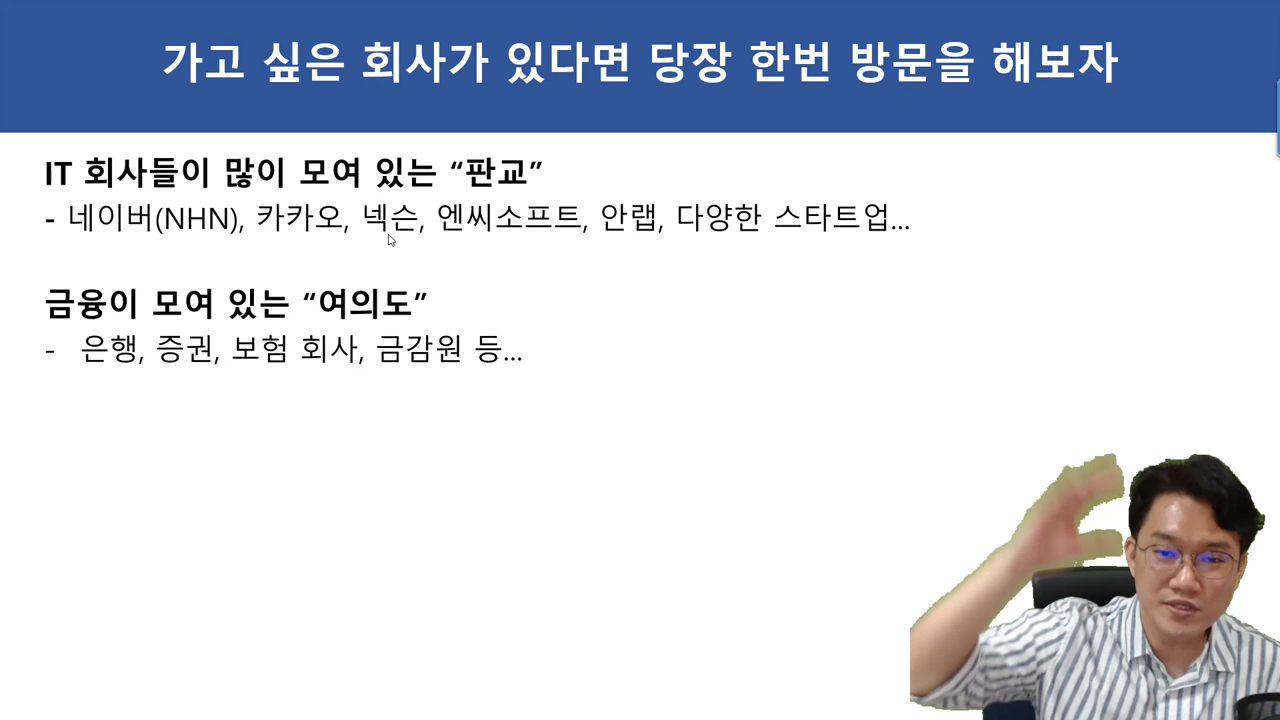 가고 싶은 회사가 있다면 당장 한번 방문을 해보자
IT 회사들이 많이 모여 있는 “판교”
- 네이버(NHN), 카카오, 넥슨, 엔씨소프트, 안랩, 다양한 스타트업...
금융이 모여 있는 “여의도”
- 은행, 증권, 보험 회사, 금감원 등...